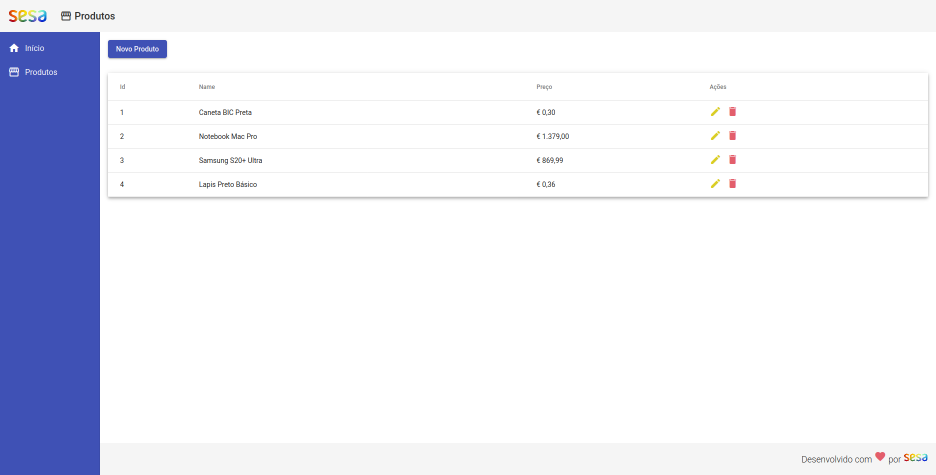 sesa Produtos
Início
Produtos
Novo Produto
Id Name Preço Ações
1 Caneta BIC Preta € 0,30
2 Notebook Mac Pro € 1.379,00
3 Samsung S20+ Ultra € 869,99
4 Lapis Preto Básico € 0,36
Desenvolvido com por sesa